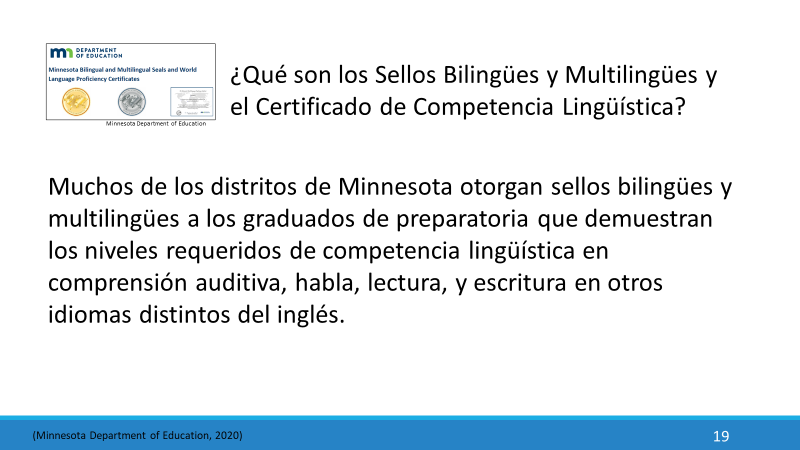 DEPARTMENT
OF EDUCATION
Minnesota Bilingual and Multilingual Seals and World
Language Proficiency Certificates
Minnesota Department of Education
¿Qué son los Sellos Bilingües y Multilingües y
el Certificado de Competencia Lingüística?
Muchos de los distritos de Minnesota otorgan sellos bilingües y
multilingües a los graduados de preparatoria que demuestran
los niveles requeridos de competencia lingüística en
comprensión auditiva, habla, lectura, y escritura en otros
idiomas distintos del inglés.
(Minnesota Department of Education, 2020)
19